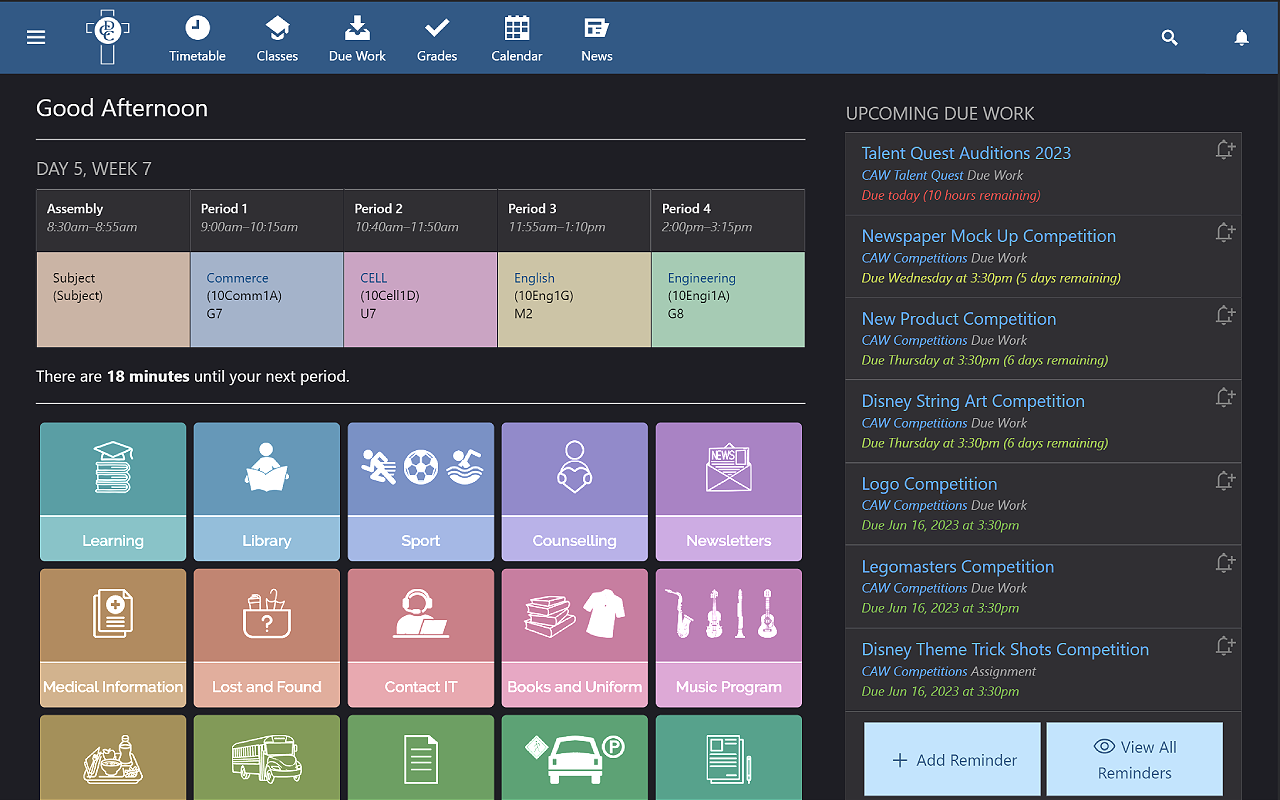 Timetable
Classes
Due Work
Grades
Calendar
News
Good Afternoon
DAY 5, WEEK 7
Assembly
8:30am–8:55am
Period 1
9:00am–10:15am
Period 2
10:40am–11:50am
Period 3
11:55am–1:10pm
Period 4
2:00pm–3:15pm
Subject
(Subject)
Commerce
(10Comm1A)
G7
CELL
(10Cell1D)
U7
English
(10Eng1G)
M2
Engineering
(10Engi1A)
G8
There are 18 minutes until your next period.
Learning
Library
Sport
Counselling
NEWS
Newsletters
Medical Information
?
Lost and Found
Contact IT
Books and Uniform
Music Program
P
UPCOMING DUE WORK
Talent Quest Auditions 2023
CAW Talent Quest Due Work
Due today (10 hours remaining)
Newspaper Mock Up Competition
CAW Competitions Due Work
Due Wednesday at 3:30pm (5 days remaining)
New Product Competition
CAW Competitions Due Work
Due Thursday at 3:30pm (6 days remaining)
Disney String Art Competition
CAW Competitions Due Work
Due Thursday at 3:30pm (6 days remaining)
Logo Competition
CAW Competitions Due Work
Due Jun 16, 2023 at 3:30pm
Legomasters Competition
CAW Competitions Due Work
Due Jun 16, 2023 at 3:30pm
Disney Theme Trick Shots Competition
CAW Competitions Assignment
Due Jun 16, 2023 at 3:30pm
+ Add Reminder
View All
Reminders